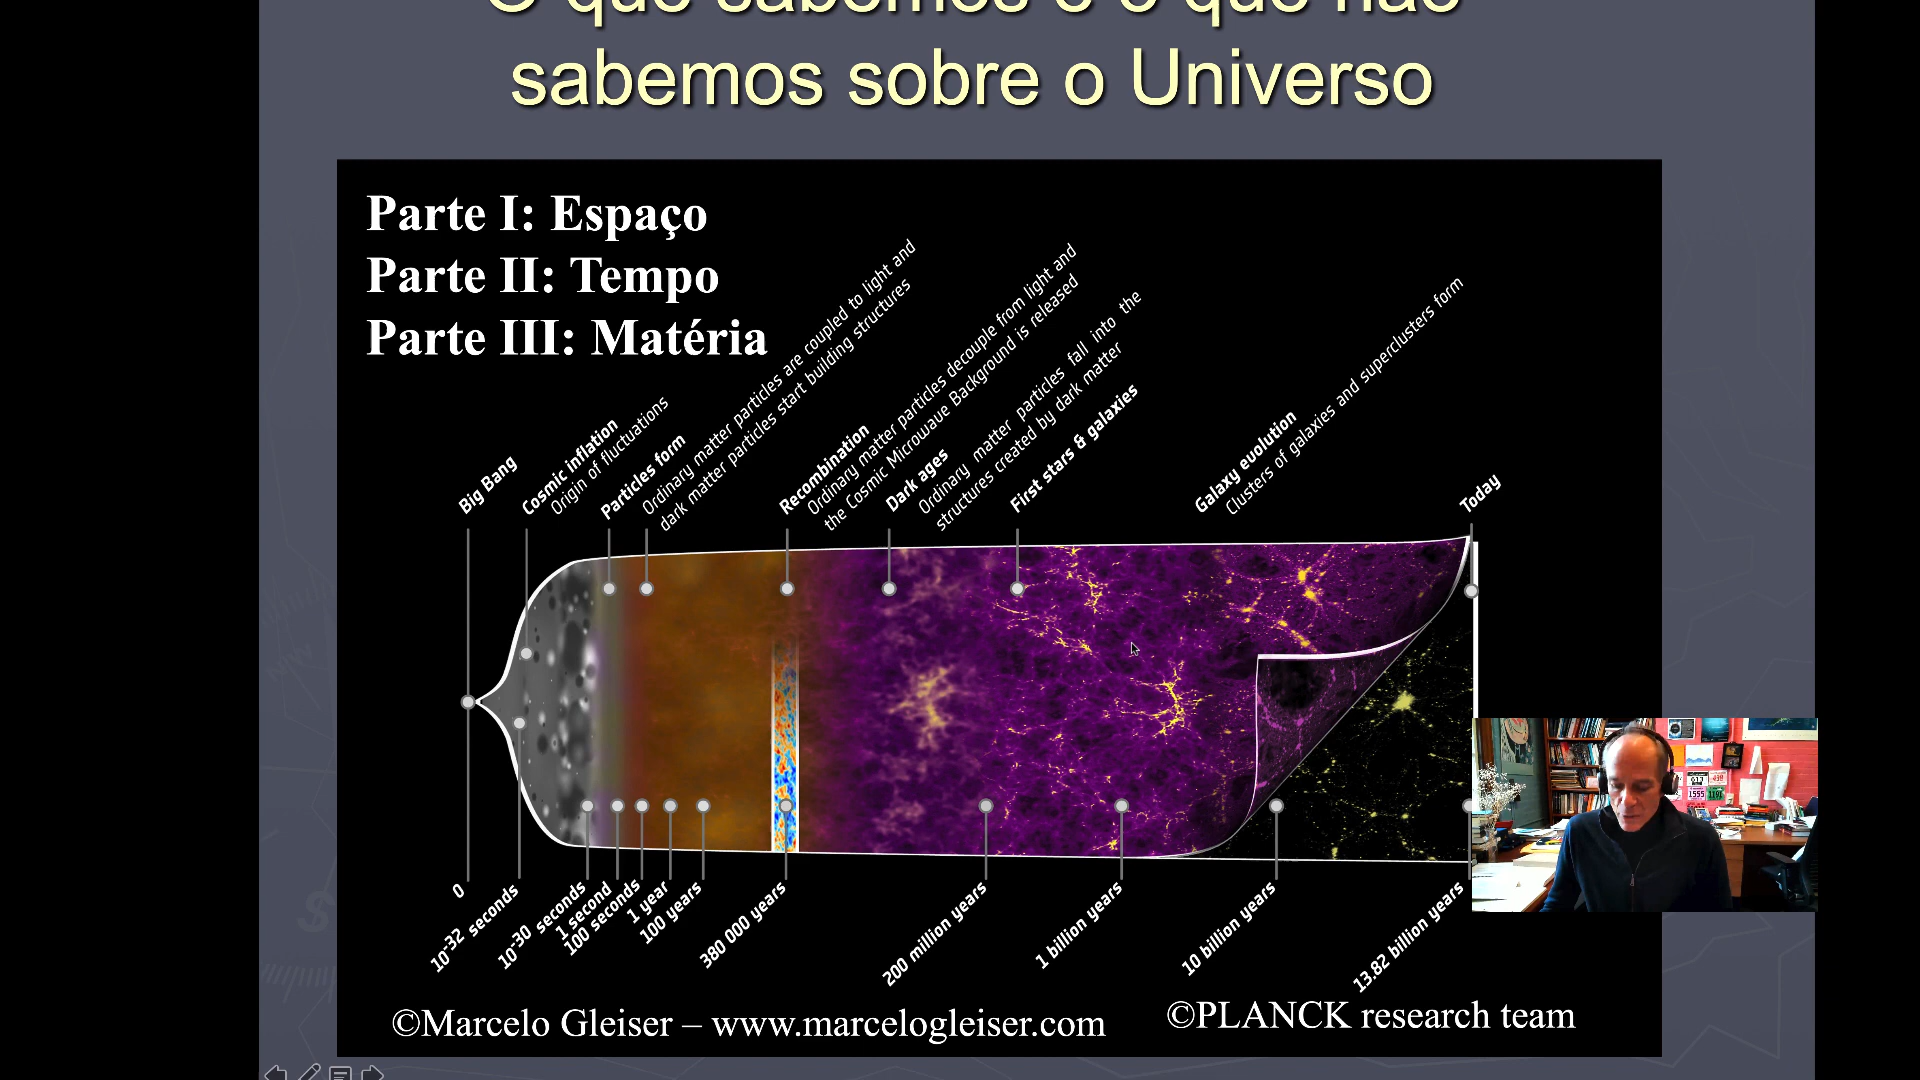 O que sabemos e o que não
sabemos sobre o Universo
Parte I: Espaço
Parte II: Tempo
Parte III: Matéria
Big Bang
Cosmic inflation
Origin of fluctuations
Particles form
Ordinary matter particles are coupled to light and
dark matter particles start building structures
Recombination
Ordinary matter particles decouple from light and
the Cosmic Microwave Background is released
Dark ages
Ordinary matter particles fall into the
structures created by dark matter
First stars & galaxies
Galaxy evolution
Clusters of galaxies and superclusters form
Today
0
10-32 seconds
10-30 seconds
1 second
100 seconds
1 year
100 years
380 000 years
200 million years
1 billion years
10 billion years
13.82 billion years
©Marcelo Gleiser – www.marcelogleiser.com
©PLANCK research team